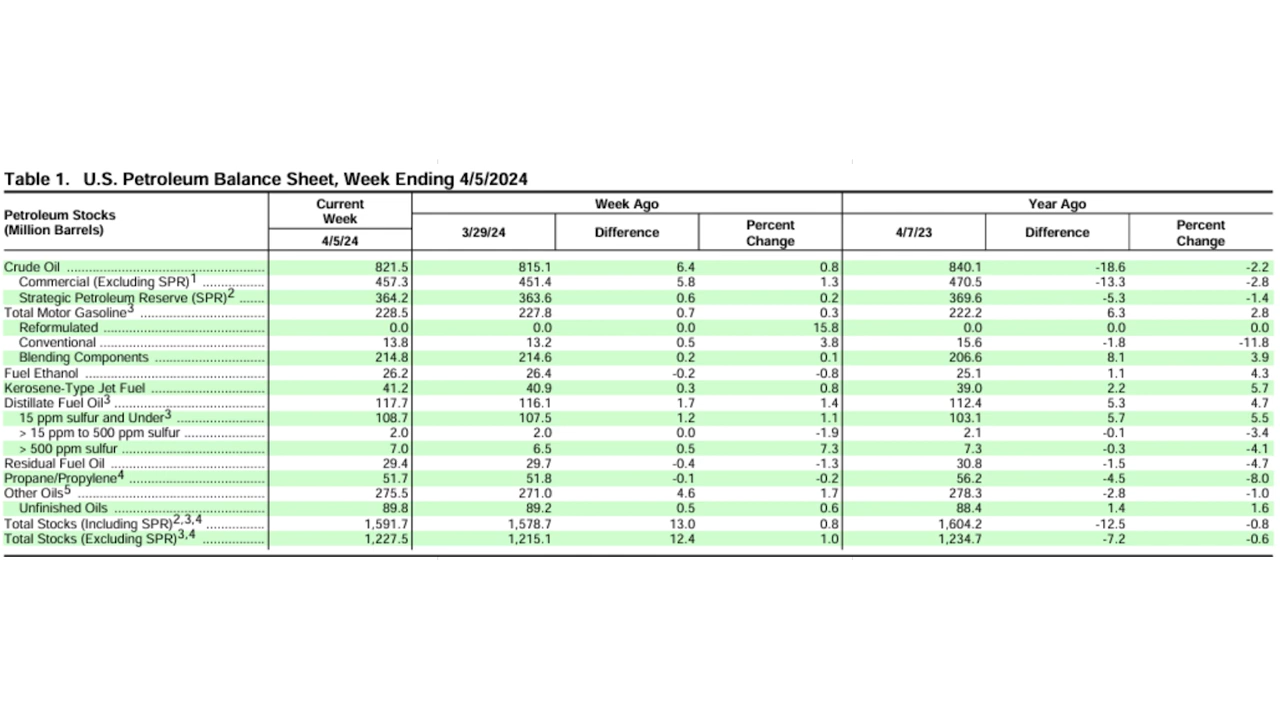 Table 1. U.S. Petroleum Balance Sheet, Week Ending 4/5/2024
Petroleum Stocks
(Million Barrels)
Current
Week
4/5/24
Week Ago
3/29/24 Difference Percent
Change
Year Ago
4/7/23 Difference Percent
Change
Crude Oil 821.5 815.1 6.4 0.8 840.1 -18.6 -2.2
Commercial (Excluding SPR)1 457.3 451.4 5.8 1.3 470.5 -13.3 -2.8
Strategic Petroleum Reserve (SPR)2 364.2 363.6 0.6 0.2 369.6 -5.3 -1.4
Total Motor Gasoline3 228.5 227.8 0.7 0.3 222.2 6.3 2.8
Reformulated 0.0 0.0 0.0 15.8 0.0 0.0 0.0
Conventional 13.8 13.2 0.5 3.8 15.6 -1.8 -11.8
Blending Components 214.8 214.6 0.2 0.1 206.6 8.1 3.9
Fuel Ethanol 26.2 26.4 -0.2 -0.8 25.1 1.1 4.3
Kerosene-Type Jet Fuel 41.2 40.9 0.3 0.8 39.0 2.2 5.7
Distillate Fuel Oil3 117.7 116.1 1.7 1.4 112.4 5.3 4.7
15 ppm sulfur and Under3 108.7 107.5 1.2 1.1 103.1 5.7 5.5
> 15 ppm to 500 ppm sulfur 2.0 2.0 0.0 -1.9 2.1 -0.1 -3.4
> 500 ppm sulfur 7.0 6.5 0.5 7.3 7.3 -0.3 -4.1
Residual Fuel Oil 29.4 29.7 -0.4 -1.3 30.8 -1.5 -4.7
Propane/Propylene4 51.7 51.8 -0.1 -0.2 56.2 -4.5 -8.0
Other Oils5 275.5 271.0 4.6 1.7 278.3 -2.8 -1.0
Unfinished Oils 89.8 89.2 0.5 0.6 88.4 1.4 1.6
Total Stocks (Including SPR)2,3,4 1,591.7 1,578.7 13.0 0.8 1,604.2 -12.5 -0.8
Total Stocks (Excluding SPR)3,4 1,227.5 1,215.1 12.4 1.0 1,234.7 -7.2 -0.6